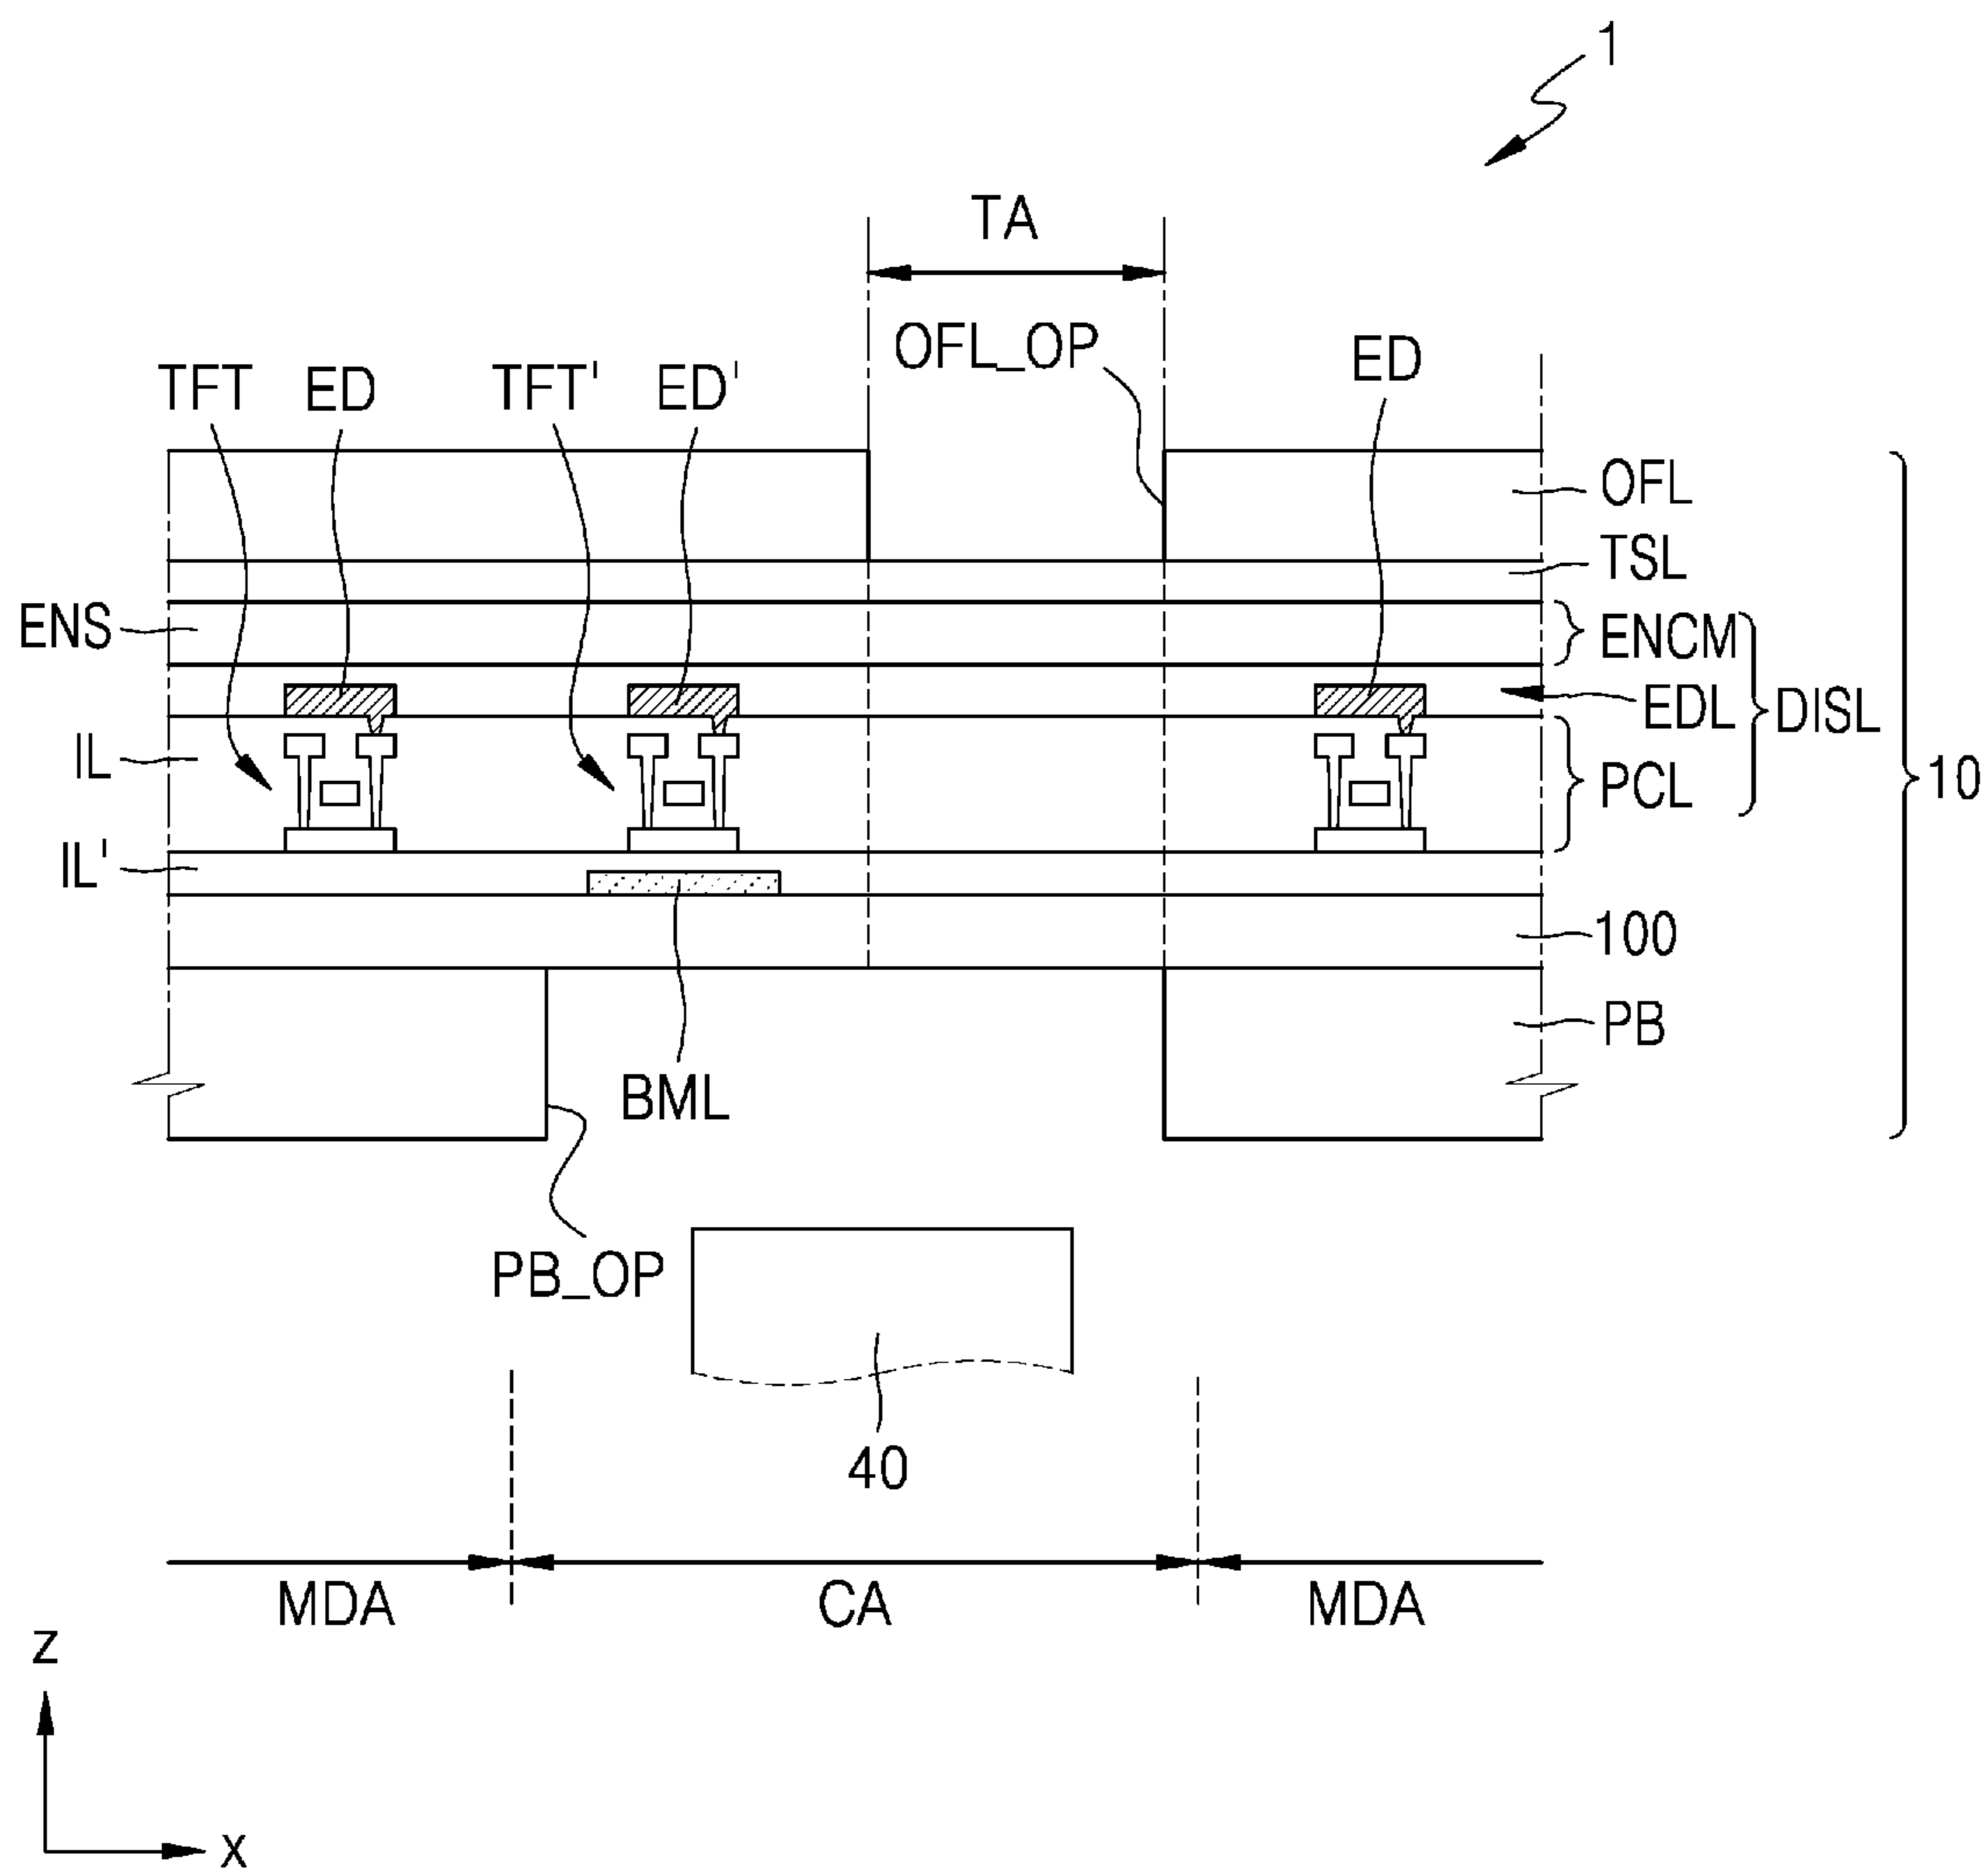 1
TA
OFL_OP
ED
TFT
ED
TFT'
ED'
OFL
TSL
ENS
ENCM
EDL
DISL
IL
PCL
10
IL'
100
PB
BML
PB_OP
40
MDA
CA
MDA
z
x